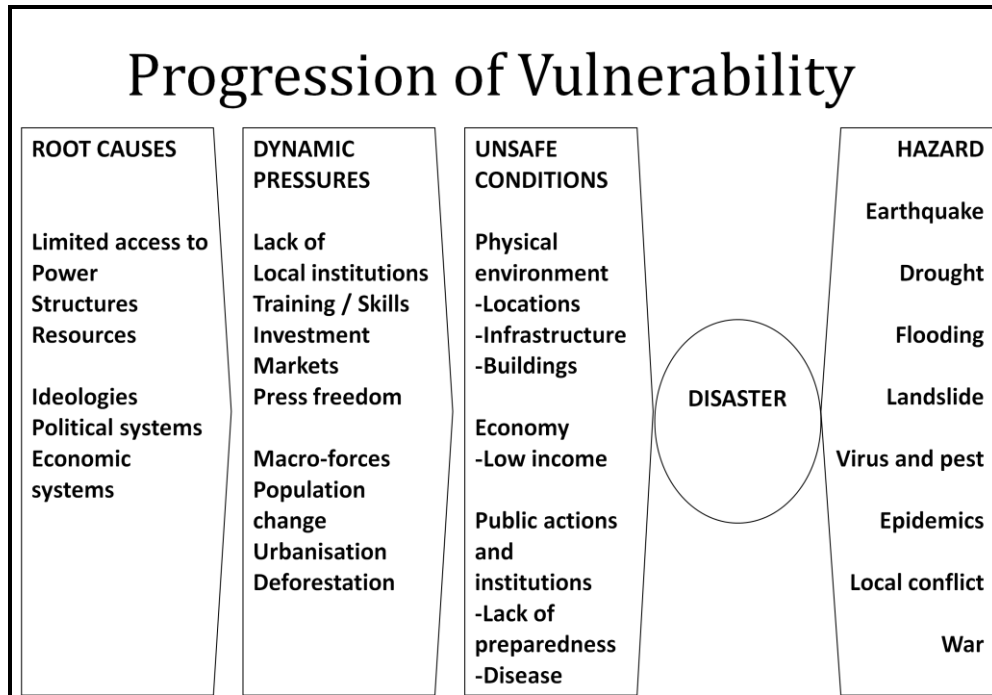 Progression of Vulnerability
ROOT CAUSES
Limited access to
Power
Structures
Resources
Ideologies
Political systems
Economic
systems
DYNAMIC
PRESSURES
Lack of
Local institutions
Training / Skills
Investment
Markets
Press freedom
Macro-forces
Population
change
Urbanisation
Deforestation
UNSAFE
CONDITIONS
Physical
environment
-Locations
-Infrastructure
-Buildings
Economy
-Low income
Public actions
and
institutions
-Lack of
preparedness
-Disease
DISASTER
HAZARD
Earthquake
Drought
Flooding
Landslide
Virus and pest
Epidemics
Local conflict
War